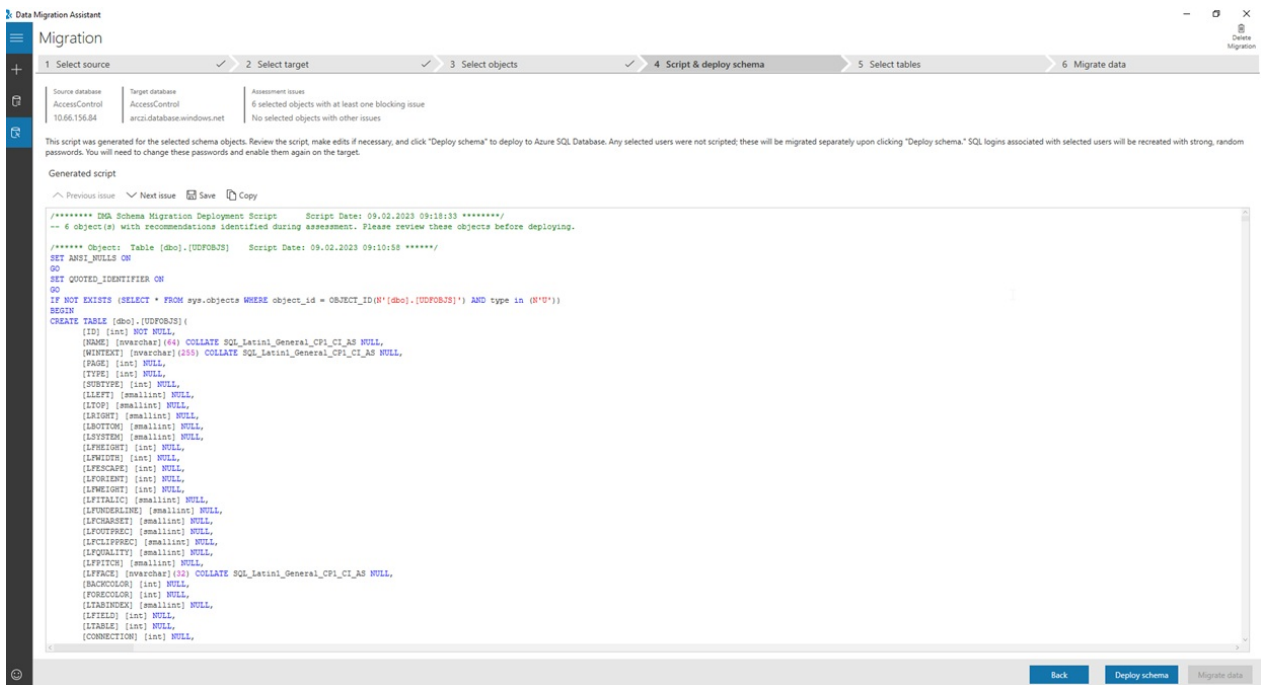 Data Migration Assistant
Migration
Delete
Migration
1 Select source
2 Select target
3 Select objects
4 Script & deploy schema
5 Select tables
6 Migrate data
Source database
AccessControl
10.66.156.84
Target database
AccessControl
arczi.database.windows.net
Assessment issues
6 selected objects with at least one blocking issue
No selected objects with other issues
This script was generated for the selected schema objects. Review the script, make edits if necessary, and click "Deploy schema" to deploy to Azure SQL Database. Any selected users were not scripted; these will be migrated separately upon clicking "Deploy schema." SQL logins associated with selected users will be recreated with strong, random
passwords. You will need to change these passwords and enable them again on the target.
Generated script
Previous issue Next issue Save Copy
/******** DMA Schema Migration Deployment Script Script Date: 09.02.2023 09:18:33 ********/
-- 6 object(s) with recommendations identified during assessment. Please review these objects before deploying.
/****** Object: Table [dbo].[UDFOBJS] Script Date: 09.02.2023 09:10:58 ******/
SET ANSI_NULLS ON
GO
SET QUOTED_IDENTIFIER ON
GO
IF NOT EXISTS (SELECT * FROM sys.objects WHERE object_id = OBJECT_ID(N'[dbo].[UDFOBJS]') AND type in (N'U'))
BEGIN
CREATE TABLE [dbo].[UDFOBJS](
[ID] [int] NOT NULL,
[NAME] [nvarchar](64) COLLATE SQL_Latin1_General_CP1_CI_AS NULL,
[WINTEXT] [nvarchar](255) COLLATE SQL_Latin1_General_CP1_CI_AS NULL,
[PAGE] [int] NULL,
[TYPE] [int] NULL,
[SUBTYPE] [int] NULL,
[LLEFT] [smallint] NULL,
[LTOP] [smallint] NULL,
[LRIGHT] [smallint] NULL,
[LBOTTOM] [smallint] NULL,
[LSYSTEM] [smallint] NULL,
[LFHEIGHT] [int] NULL,
[LFWIDTH] [int] NULL,
[LFESCAPE] [int] NULL,
[LFORIENT] [int] NULL,
[LFWEIGHT] [int] NULL,
[LFITALIC] [smallint] NULL,
[LFUNDERLINE] [smallint] NULL,
[LFCHARSET] [smallint] NULL,
[LFOUTPREC] [smallint] NULL,
[LFCLIPPREC] [smallint] NULL,
[LFQUALITY] [smallint] NULL,
[LFPITCH] [smallint] NULL,
[LFFACE] [nvarchar](32) COLLATE SQL_Latin1_General_CP1_CI_AS NULL,
[BACKCOLOR] [int] NULL,
[FORECOLOR] [int] NULL,
[LTABINDEX] [smallint] NULL,
[LFIELD] [int] NULL,
[LTABLE] [int] NULL,
[CONNECTION] [int] NULL,
Back
Deploy schema
Migrate data